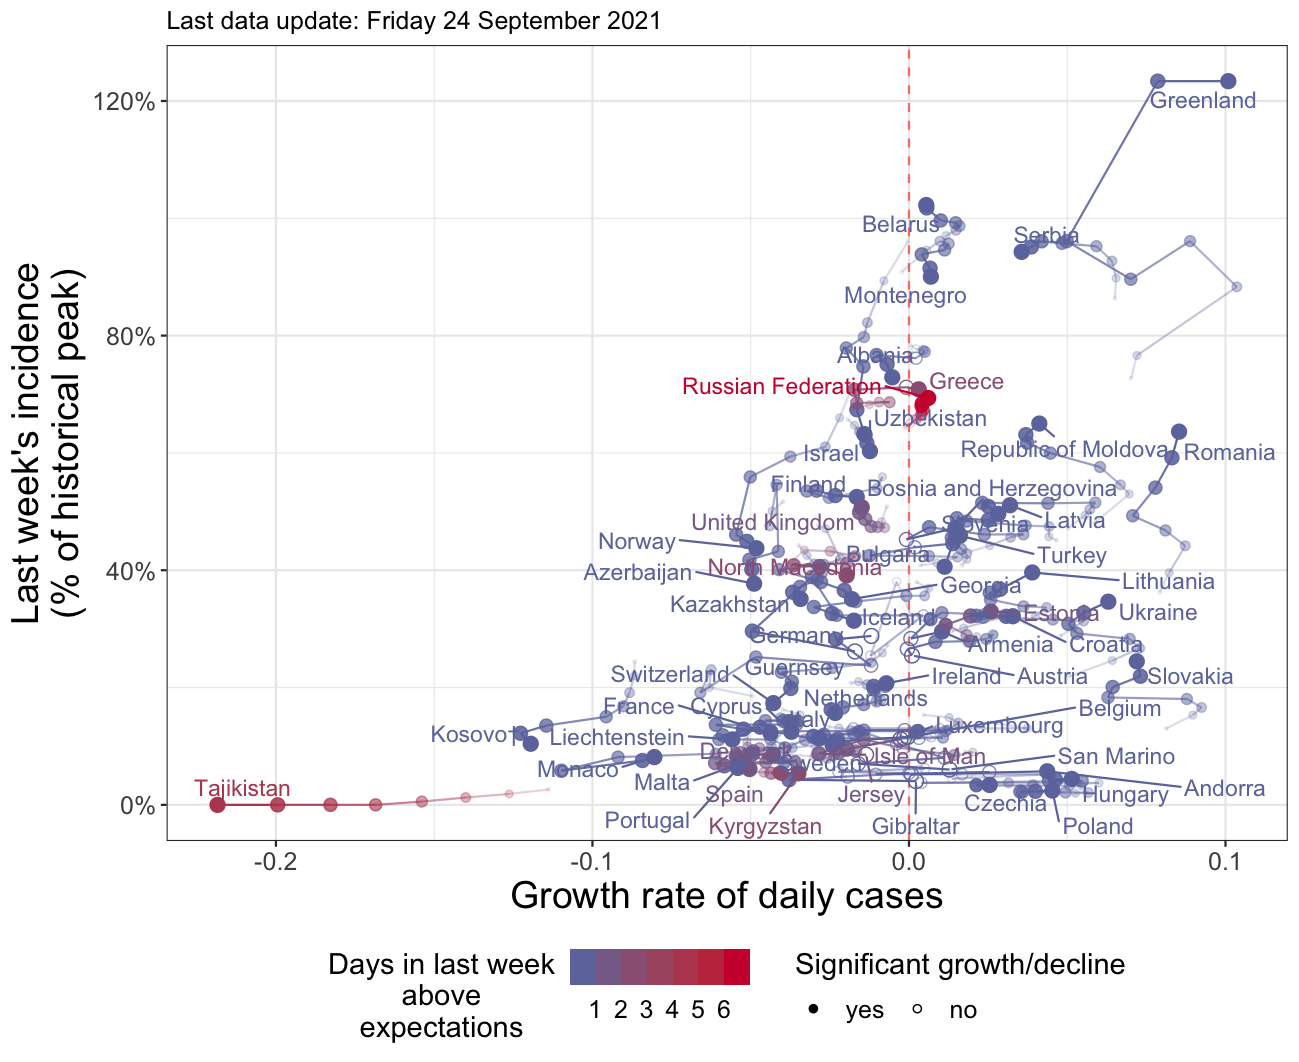 Last data update: Friday 24 September 2021
Last week's incidence
(% of historical peak)
120%
80%
40%
0%
Greenland
Belarus
Serbia
Montenegro
Albania
Russian Federation
Greece
Uzbekistan
Republic of Moldova
Romania
Israel
Finland
Bosnia and Herzegovina
United Kingdom
Slovenia
Latvia
Norway
Bulgaria
Turkey
North Macedonia
Azerbaijan
Georgia
Lithuania
Kazakhstan
Iceland
Estonia
Ukraine
Germany
Armenia
Croatia
Switzerland
Guernsey
Ireland
Austria
Slovakia
France
Cyprus
Netherlands
Belgium
Italy
Luxembourg
Kosovo
Liechtenstein
Denmark
Isle of Man
San Marino
Monaco
Sweden
Malta
Tajikistan
Spain
Jersey
Czechia
Hungary
Andorra
Portugal
Kyrgyzstan
Gibraltar
Poland
-0.2
-0.1
0.0
0.1
Growth rate of daily cases
Days in last week
above
expectations
1 2 3 4 5 6
Significant growth/decline
yes
no